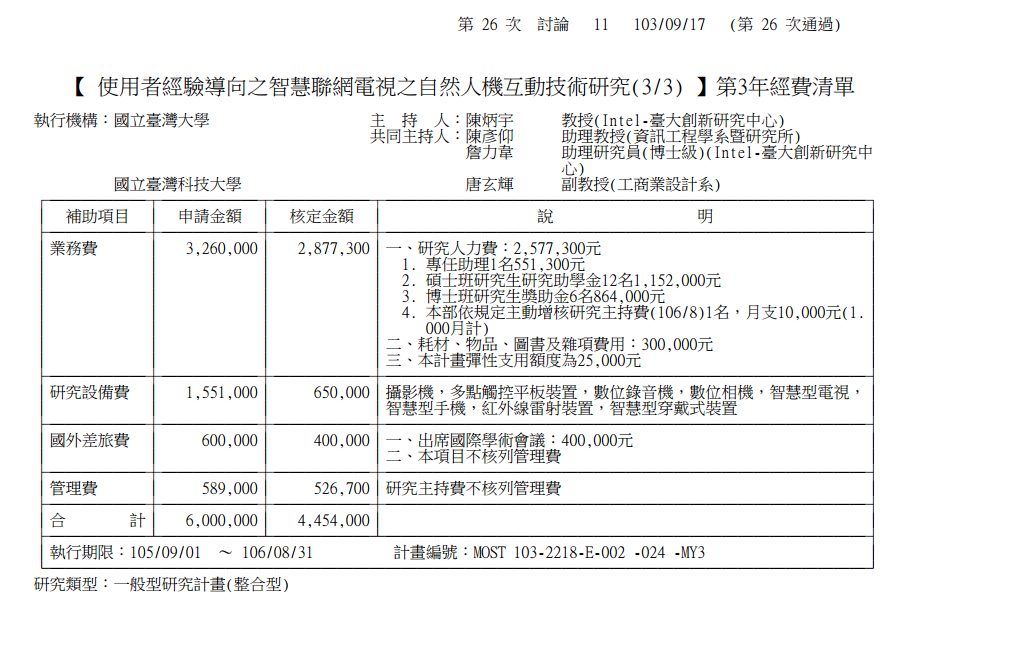 第 26 次 討論 11 103/09/17 (第 26 次通過)
【 使用者經驗導向之智慧聯網電視之自然人機互動技術研究(3/3) 】第3年經費清單
執行機構：國立臺灣大學 主 持 人：陳炳宇 教授(Intel-臺大創新研究中心)
共同主持人：陳彥仰 助理教授(資訊工程學系暨研究所)
詹力韋 助理研究員(博士級)(Intel-臺大創新研究中
心)
國立臺灣科技大學 唐玄輝 副教授(工商業設計系)
補助項目 申請金額 核定金額 說 明
業務費 3,260,000 2,877,300 一、研究人力費：2,577,300元
1. 專任助理1名551,300元
2. 碩士班研究生研究助學金12名1,152,000元
3. 博士班研究生獎助金6名864,000元
4. 本部依規定主動增核研究主持費(106/8)1名，月支10,000元(1.
000月計)
二、耗材、物品、圖書及雜項費用：300,000元
三、本計畫彈性支用額度為25,000元
研究設備費 1,551,000 650,000 攝影機，多點觸控平板裝置，數位錄音機，數位相機，智慧型電視，
智慧型手機，紅外線雷射裝置，智慧型穿戴式裝置
國外差旅費 600,000 400,000 一、出席國際學術會議：400,000元
二、本項目不核列管理費
管理費 589,000 526,700 研究主持費不核列管理費
合 計 6,000,000 4,454,000
執行期限：105/09/01 ～ 106/08/31 計畫編號：MOST 103-2218-E-002 -024 -MY3
研究類型：一般型研究計畫(整合型)